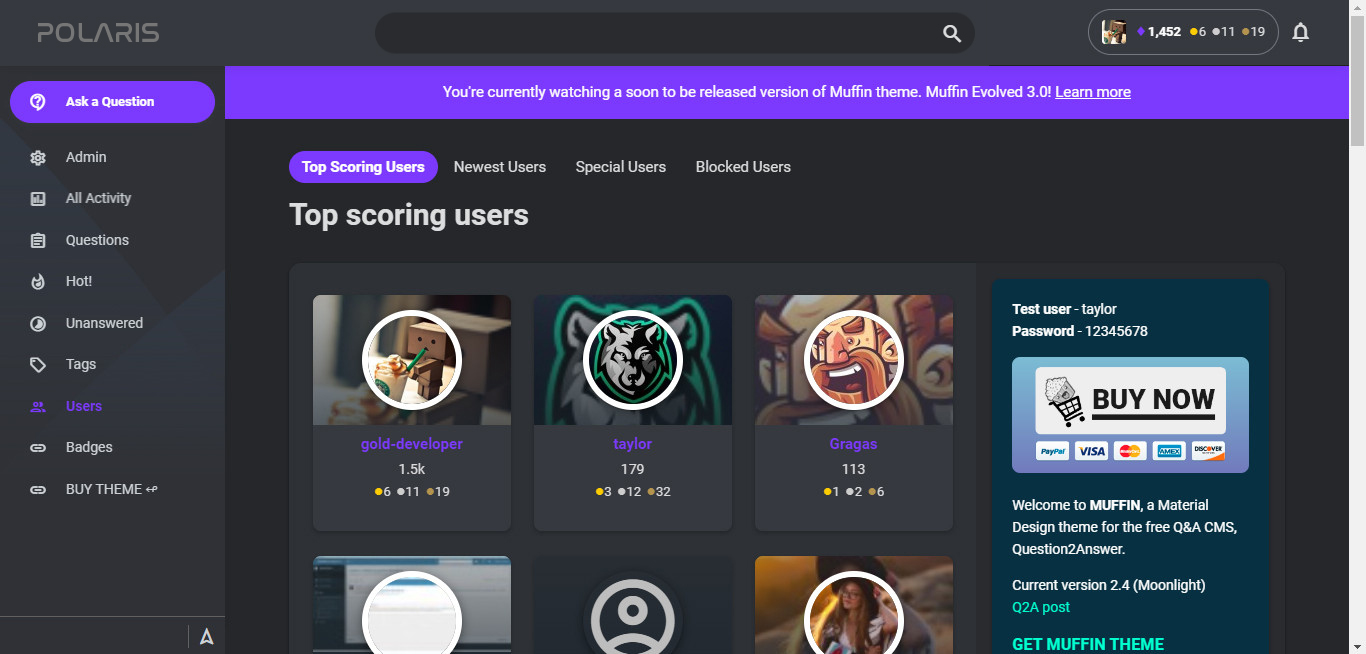 POLARIS
1,452 6 11 19
Ask a Question
You're currently watching a soon to be released version of Muffin theme. Muffin Evolved 3.0! Learn more
Admin
All Activity
Questions
Hot!
Unanswered
Tags
Users
Badges
BUY THEME ↫
Top Scoring Users Newest Users Special Users Blocked Users
Top scoring users
gold-developer
1.5k
6 11 19
taylor
179
3 12 32
Gragas
113
1 2 6
Test user - taylor
Password - 12345678
BUY NOW
PayPal VISA MasterCard AMEX DISCOVER
Welcome to MUFFIN, a Material
Design theme for the free Q&A CMS,
Question2Answer.
Current version 2.4 (Moonlight)
Q2A post
GET MUFFIN THEME